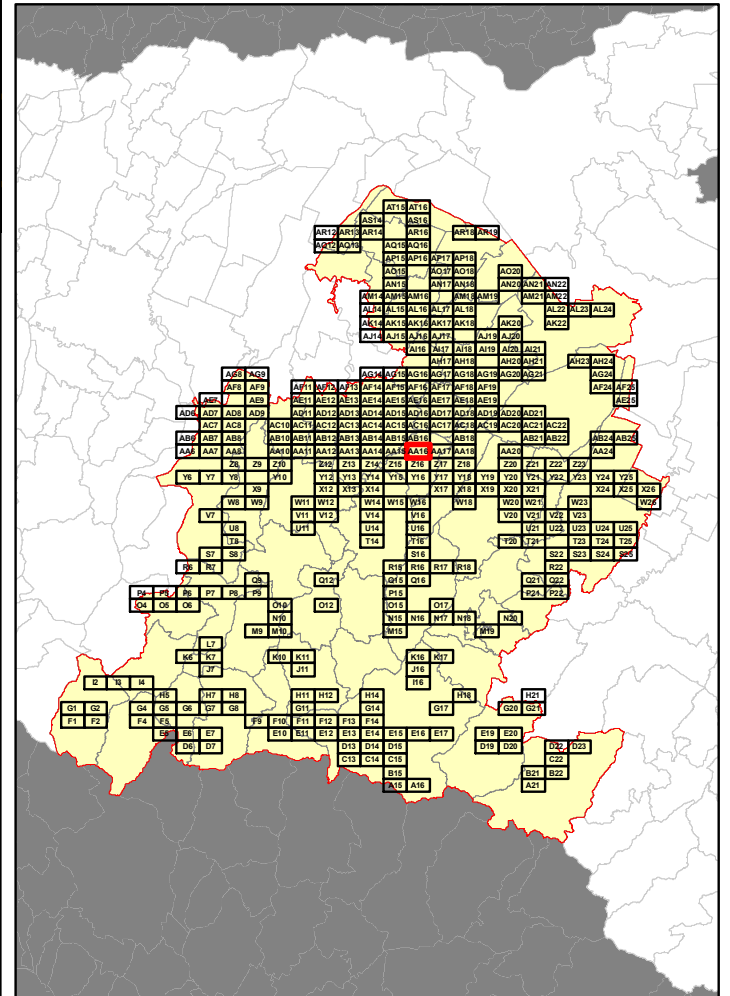 AT15 AT16
AS14 AS16
AR12 AR13 AR14 AR16 AR18 AR19
AQ12 AQ13 AQ15 AQ16
AP15 AP16 AP17 AP18
AO15 AO17 AO18 AO20
AN15 AN17 AN18 AN20 AN21 AN22
AM14 AM15 AM16 AM18 AM19 AM21 AM22
AL14 AL15 AL16 AL17 AL18 AL22 AL23 AL24
AK14 AK15 AK16 AK17 AK18 AK20 AK22
AJ14 AJ15 AJ16 AJ17 AJ19 AJ20
AI16 AI17 AI18 AI19 AI20 AI21
AH17 AH18 AH20 AH21 AH23 AH24
AG8 AG9 AG14 AG15 AG16 AG17 AG18 AG19 AG20 AG21 AG24
AF8 AF9 AF11 AF12 AF13 AF14 AF15 AF16 AF17 AF18 AF19 AF24 AF25
AE7 AE9 AE11 AE12 AE13 AE14 AE15 AE16 AE17 AE18 AE19 AE25
AD6 AD7 AD8 AD9 AD11 AD12 AD13 AD14 AD15 AD16 AD17 AD18 AD19 AD20 AD21
AC7 AC8 AC10 AC11 AC12 AC13 AC14 AC15 AC16 AC17 AC18 AC19 AC20 AC21 AC22
AB6 AB7 AB8 AB10 AB11 AB12 AB13 AB14 AB15 AB16 AB18 AB21 AB22 AB24 AB25
AA6 AA7 AA8 AA10 AA11 AA12 AA13 AA14 AA15 AA16 AA17 AA18 AA20 AA24
Z8 Z9 Z10 Z12 Z13 Z14 Z15 Z16 Z17 Z18 Z20 Z21 Z22 Z23
Y6 Y7 Y8 Y10 Y12 Y13 Y14 Y15 Y16 Y17 Y18 Y19 Y20 Y21 Y22 Y23 Y24 Y25
X9 X12 X13 X14 X17 X18 X19 X20 X21 X24 X25 X26
W8 W9 W11 W12 W14 W15 W16 W18 W20 W21 W23 W26
V7 V11 V12 V14 V16 V20 V21 V22 V23
U8 U11 U14 U16 U21 U22 U23 U24 U25
T8 T14 T16 T20 T21 T23 T24 T25
S7 S8 S16 S22 S23 S24 S25
R6 R7 R15 R16 R17 R18 R22
Q9 Q12 Q15 Q16 Q21 Q22
P4 P5 P6 P7 P8 P9 P15 P21 P22
O4 O5 O6 O10 O12 O15 O17
N10 N15 N16 N17 N18 N20
M9 M10 M15 M19
L7
K6 K7 K10 K11 K16 K17
J7 J11 J16
I2 I3 I4 I16
H5 H7 H8 H11 H12 H14 H18 H21
G1 G2 G4 G5 G6 G7 G8 G11 G14 G17 G20 G21
F1 F2 F4 F5 F9 F10 F11 F12 F13 F14
E5 E6 E7 E10 E11 E12 E13 E14 E15 E16 E17 E19 E20
D6 D7 D13 D14 D15 D19 D20 D22 D23
C13 C14 C15 C22
B15 B21 B22
A15 A16 A21